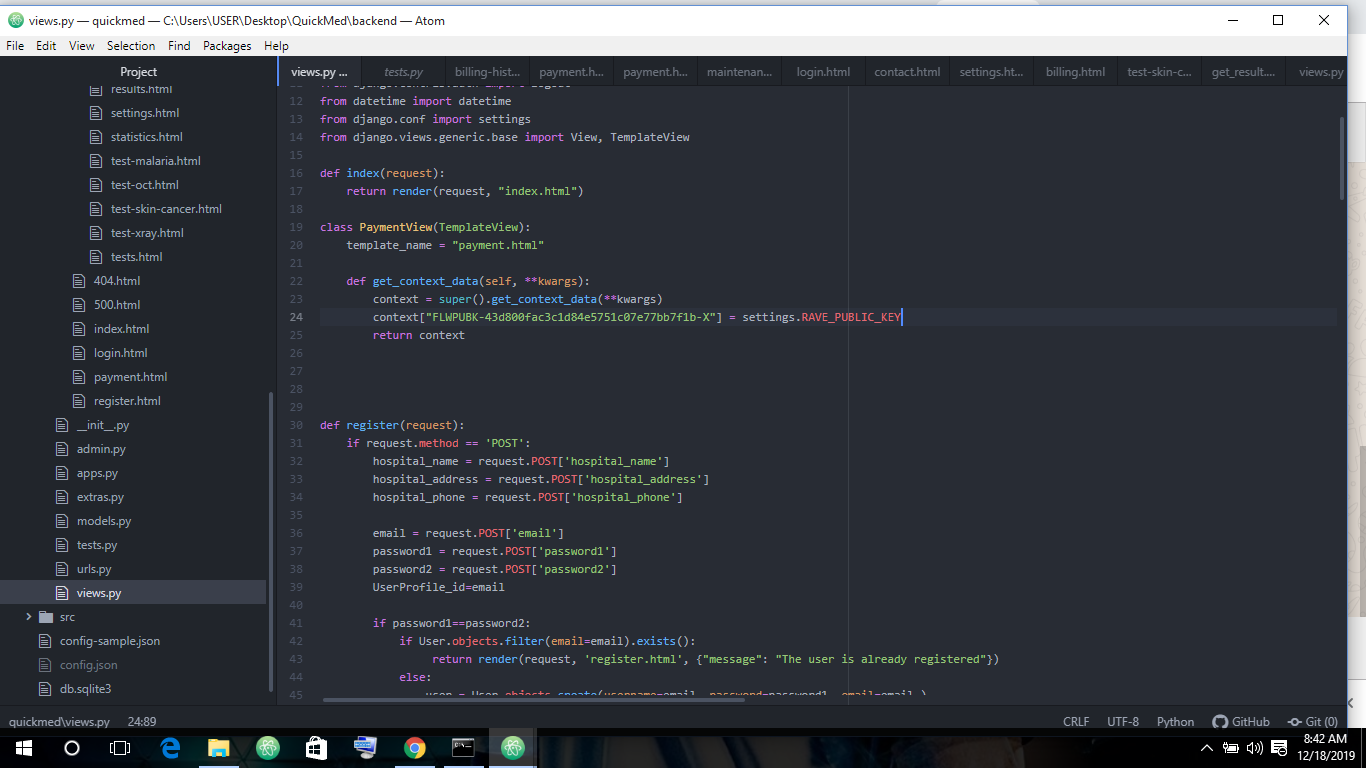 views.py — quickmed — C:\Users\USER\Desktop\QuickMed\backend — Atom
File Edit View Selection Find Packages Help
Project
results.html
settings.html
statistics.html
test-malaria.html
test-oct.html
test-skin-cancer.html
test-xray.html
tests.html
404.html
500.html
index.html
login.html
payment.html
register.html
__init__.py
admin.py
apps.py
extras.py
models.py
tests.py
urls.py
views.py
src
config-sample.json
config.json
db.sqlite3
views.py ... tests.py billing-hist... payment.h... payment.h... maintenan... login.html contact.html settings.ht... billing.html test-skin-c... get_result.... views.py
12 from datetime import datetime
13 from django.conf import settings
14 from django.views.generic.base import View, TemplateView
15
16 def index(request):
17 return render(request, "index.html")
18
19 class PaymentView(TemplateView):
20 template_name = "payment.html"
21
22 def get_context_data(self, **kwargs):
23 context = super().get_context_data(**kwargs)
24 context["FLWPUBK-43d800fac3c1d84e5751c07e77bb7f1b-X"] = settings.RAVE_PUBLIC_KEY
25 return context
26
27
28
29
30 def register(request):
31 if request.method == 'POST':
32 hospital_name = request.POST['hospital_name']
33 hospital_address = request.POST['hospital_address']
34 hospital_phone = request.POST['hospital_phone']
35
36 email = request.POST['email']
37 password1 = request.POST['password1']
38 password2 = request.POST['password2']
39 UserProfile_id=email
40
41 if password1==password2:
42 if User.objects.filter(email=email).exists():
43 return render(request, 'register.html', {"message": "The user is already registered"})
44 else:
45 user = User.objects.create(username=email, password=password1, email=email )
quickmed\views.py 24:89 CRLF UTF-8 Python GitHub Git (0)
8:42 AM
12/18/2019